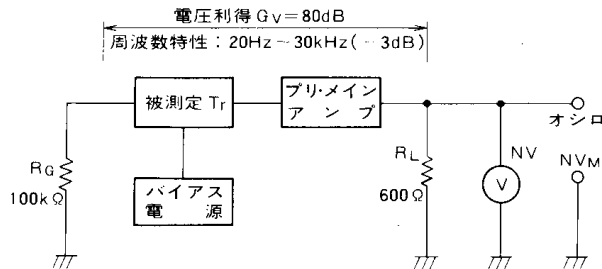 電圧利得 GV=80dB
周波数特性：20Hz～30kHz(-3dB)
被測定 Tr
プリ・メイン
アンプ
オシロ
RG
100kΩ
バイアス
電源
RL
600Ω
NV
V
NVM